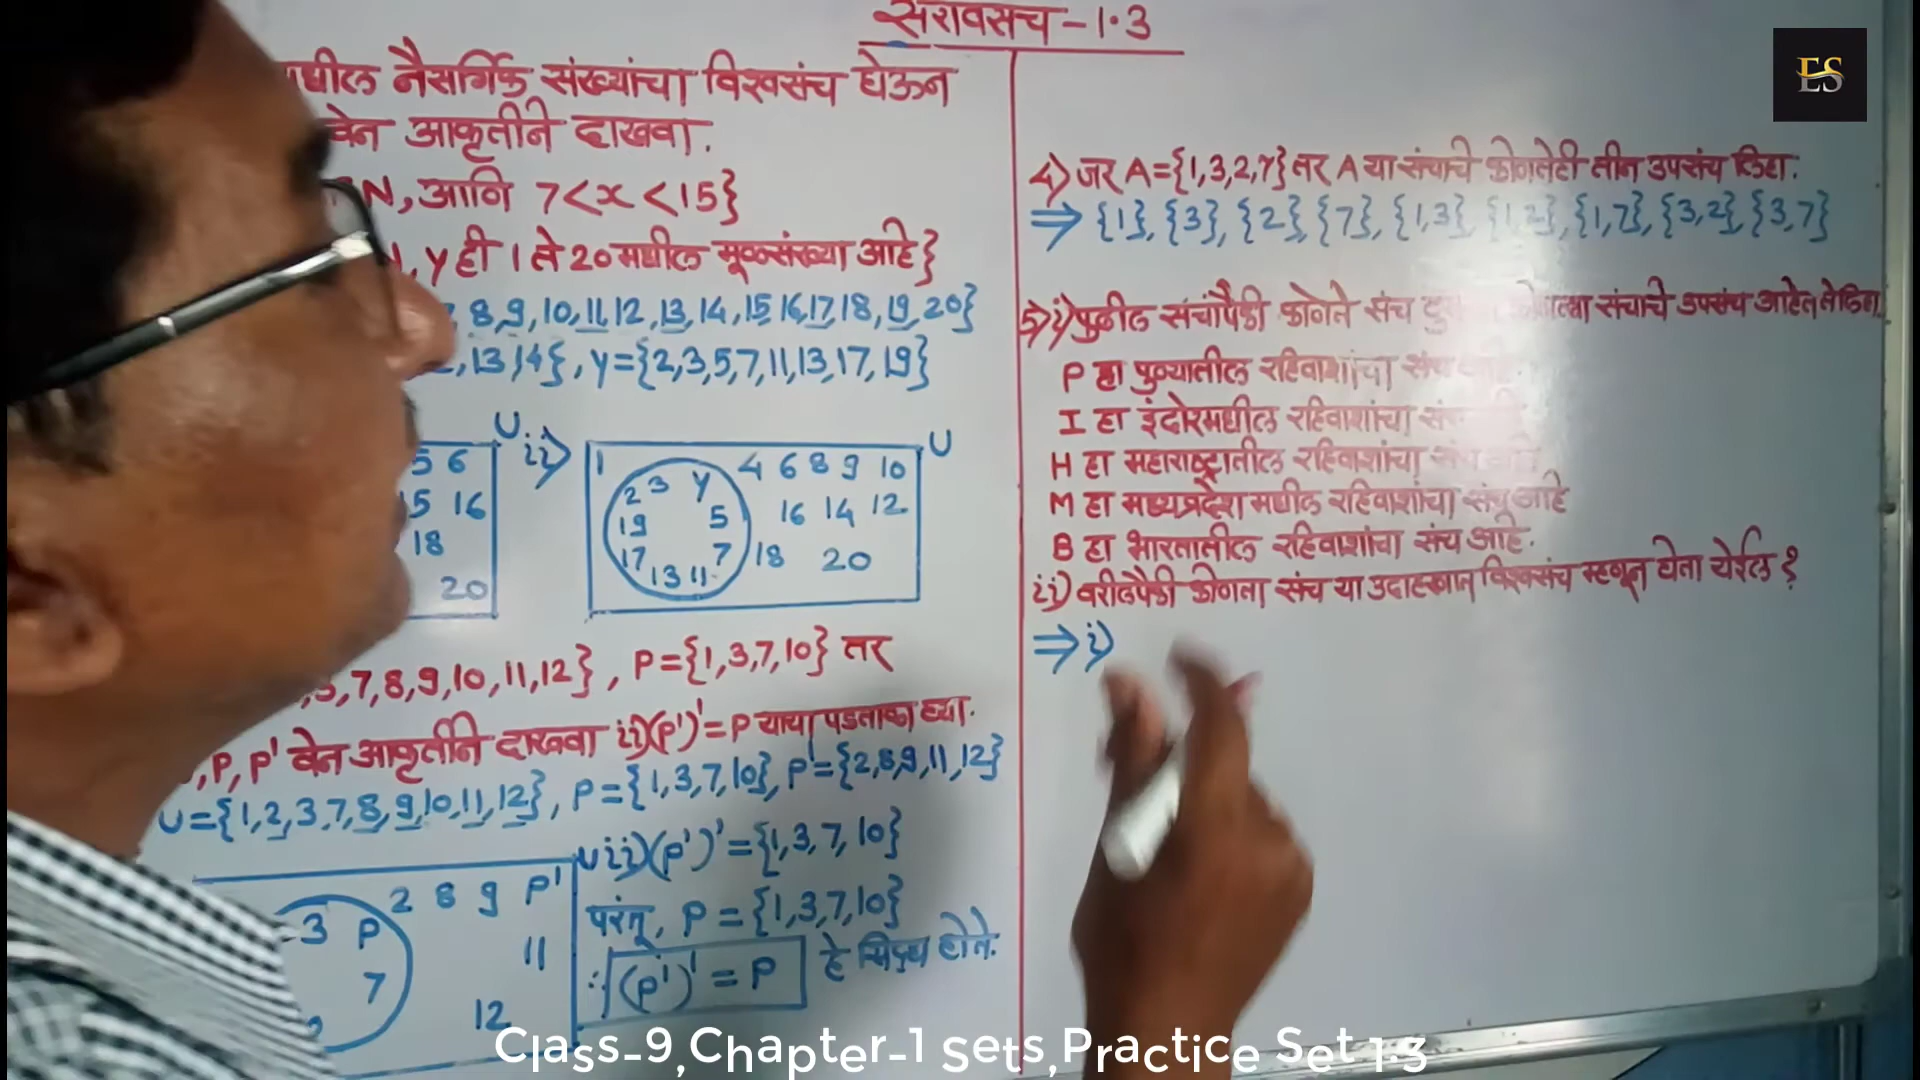 सरावसंच - 1.3
मधील नैसर्गिक संख्यांचा विश्वसंच घेऊन
वेन आकृतीने दाखवा.
N, आणि 7<x<15}
, y ही 1 ते 20 मधील मूळसंख्या आहे}
8,9,10,11,12,13,14,15,16,17,18,19,20}
,13,14}, Y={2,3,5,7,11,13,17,19}
U
5 6
15 16
18
20
ii)
U
1 4 6 8 9 10
2 3 Y
19 5 16 14 12
17 7 18 20
13 11
,7,8,9,10,11,12}, P={1,3,7,10} तर
,P,P' वेन आकृतीने दाखवा ii)(P')'=P याचा पडताळा घ्या.
U={1,2,3,7,8,9,10,11,12}, P={1,3,7,10}, P'={2,8,9,11,12}
U
3 P 2 8 9 P'
7 11
12
ii)(P')'={1,3,7,10}
परंतू, P={1,3,7,10}
∴ (P')'=P हे सिद्ध होते.
4) जर A={1,3,2,7} तर A या संचाचे कोणतेही तीन उपसंच लिहा.
⇒ {1},{3},{2},{7},{1,3},{1,2},{1,7},{3,2},{3,7}
5) i) पुढील संचांपैकी कोणते संच संचाचे उपसंच आहेत ते लिहा.
P हा पुण्यातील रहिवाशांचा संच आहे.
I हा इंदोरमधील रहिवाशांचा
H हा महाराष्ट्रातील रहिवाशांचा
M हा मध्यप्रदेशमधील रहिवाशांचा संच आहे
B हा भारतातील रहिवाशांचा संच आहे.
ii) वरीलपैकी कोणता संच या उदाहरणात विश्वसंच म्हणून घेता येईल ?
⇒ i)
ES
Class-9,Chapter-1 Sets,Practice Set 1.3